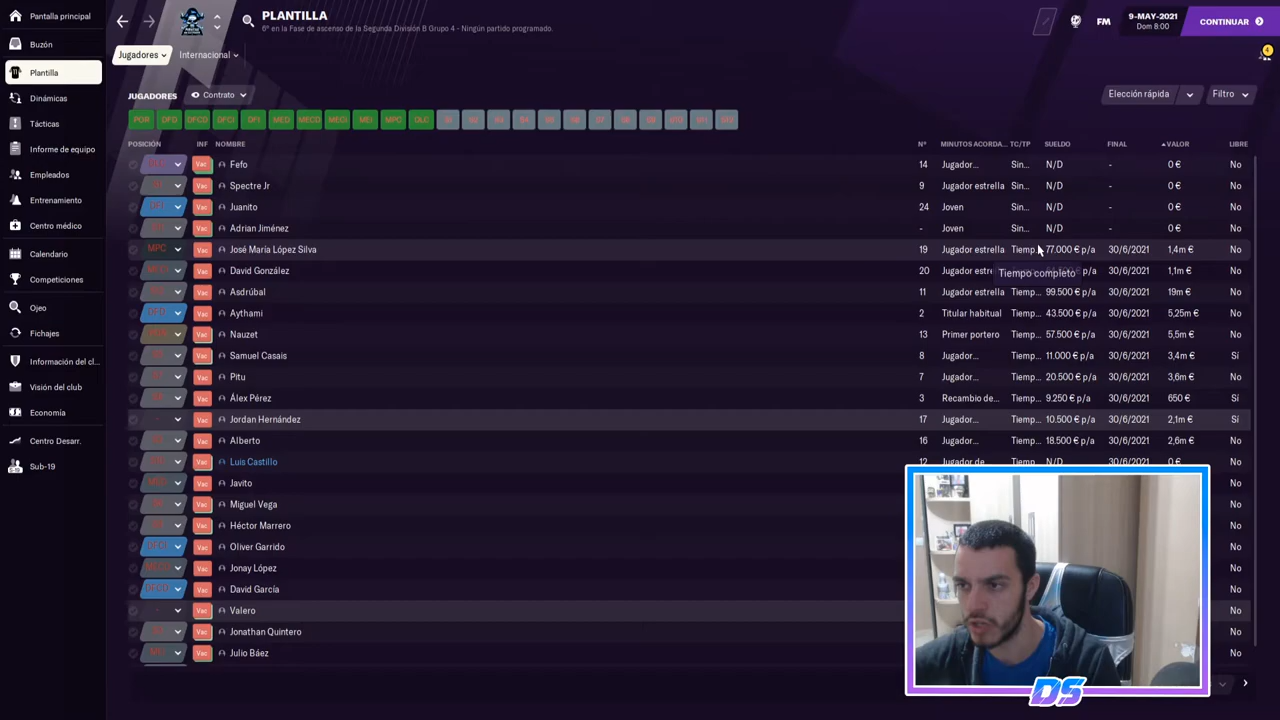 Pantalla principal
Buzón
Plantilla
Dinámicas
Tácticas
Informe de equipo
Empleados
Entrenamiento
Centro médico
Calendario
Competiciones
Ojeo
Fichajes
Información del cl...
Visión del club
Economía
Centro Desarr.
Sub-19
PLANTILLA
6º en la Fase de ascenso de la Segunda División B Grupo 4 - Ningún partido programado.
FM
9-MAY-2021
Dom 8:00
CONTINUAR
Jugadores
Internacional
JUGADORES
Contrato
Elección rápida
Filtro
POR DFD DFCD DFCI DFI MED MECD MECI MEI MPC DLC S1 S2
POSICIÓN INF NOMBRE Nº MINUTOS ACORDA... TC/TP SUELDO FINAL VALOR LIBRE
Vac Fefo 14 Jugador... Sin... N/D - 0 € No
Vac Spectre Jr 9 Jugador estrella Sin... N/D - 0 € No
Vac Juanito 24 Joven Sin... N/D - 0 € No
Vac Adrian Jiménez - Joven Sin... N/D - 0 € No
MPC Vac José María López Silva 19 Jugador estrella Tiemp... 77.000 € p/a 30/6/2021 1,4m € No
Vac David González 20 Jugador estre € p/a 30/6/2021 1,1m € No
Tiempo completo
Vac Asdrúbal 11 Jugador estrella Tiemp... 99.500 € p/a 30/6/2021 19m € No
DFD Vac Aythami 2 Titular habitual Tiemp... 43.500 € p/a 30/6/2021 5,25m € No
Vac Nauzet 13 Primer portero Tiemp... 57.500 € p/a 30/6/2021 5,5m € No
Vac Samuel Casais 8 Jugador... Tiemp... 11.000 € p/a 30/6/2021 3,4m € Sí
Vac Pitu 7 Jugador... Tiemp... 20.500 € p/a 30/6/2021 3,6m € No
Vac Álex Pérez 3 Recambio de... Tiemp... 9.250 € p/a 30/6/2021 650 € Sí
- Vac Jordan Hernández 17 Jugador... Tiemp... 10.500 € p/a 30/6/2021 2,1m € Sí
Vac Alberto 16 Jugador... Tiemp... 18.500 € p/a 30/6/2021 2,6m € No
Vac Luis Castillo 12 Jugador de Tiemp N/D 30/6/2021 0 € No
Vac Javito No
Vac Miguel Vega No
Vac Héctor Marrero No
Vac Oliver Garrido No
Vac Jonay López No
Vac David García No
- Vac Valero No
Vac Jonathan Quintero No
Vac Julio Báez No
DS